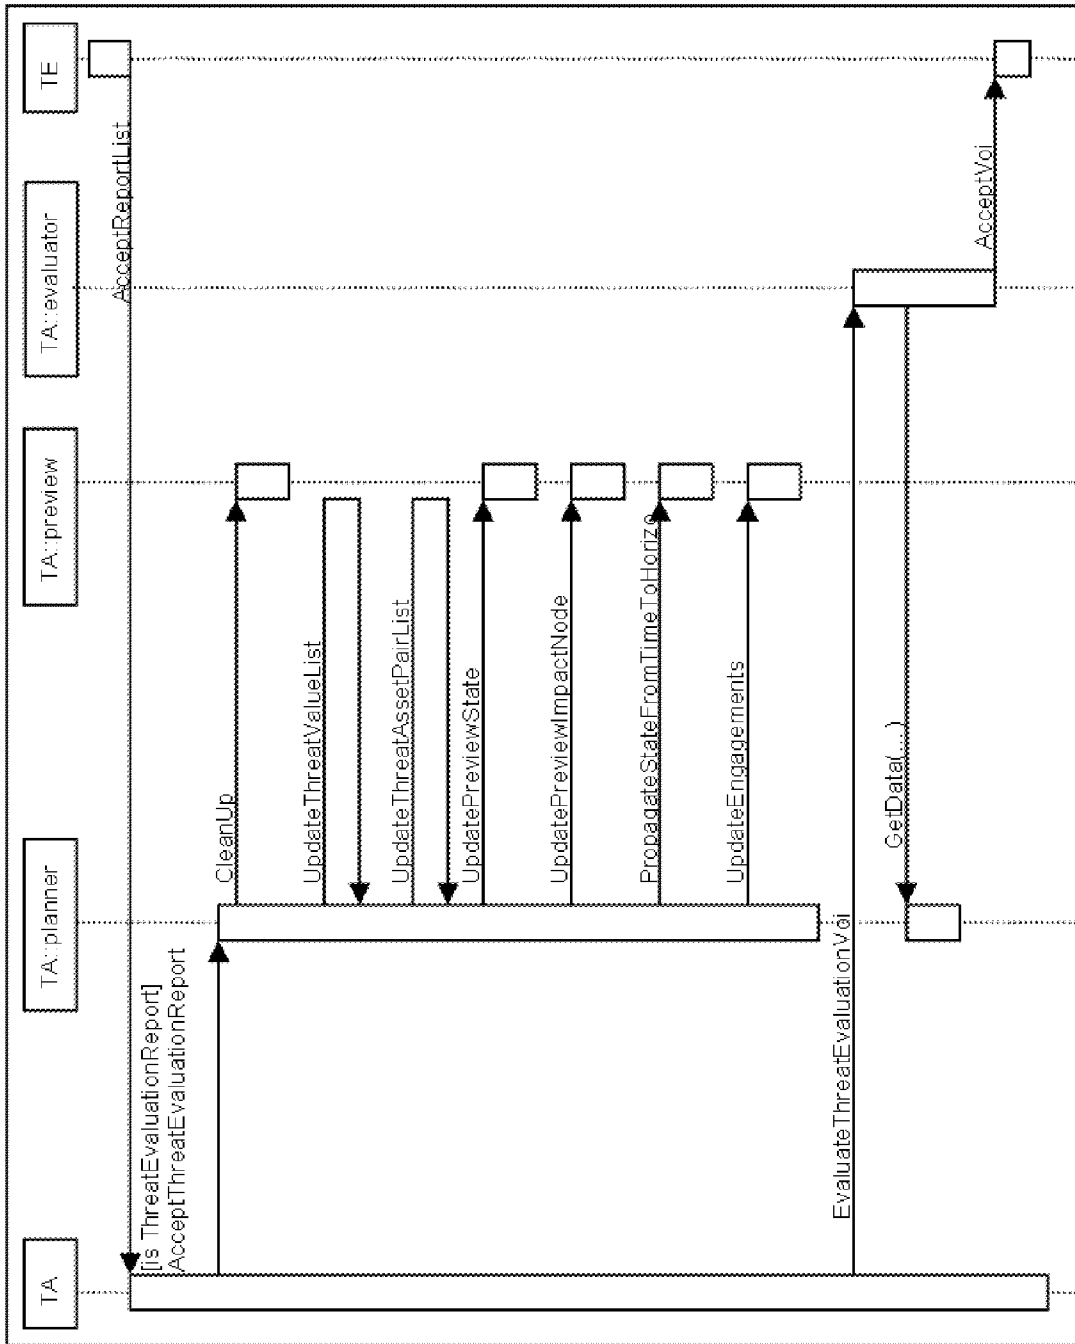 TA
TA::planner
TA::preview
TA::evaluator
TE
AcceptReportList
[is ThreatEvaluationReport]
AcceptThreatEvaluationReport
CleanUp
UpdateThreatValueList
UpdateThreatAssetPairList
UpdatePreviewState
UpdatePreviewImpactNode
PropagateStateFromTimeToHorizo
UpdateEngagements
EvaluateThreatEvaluationVoi
GetData(...)
AcceptVoi